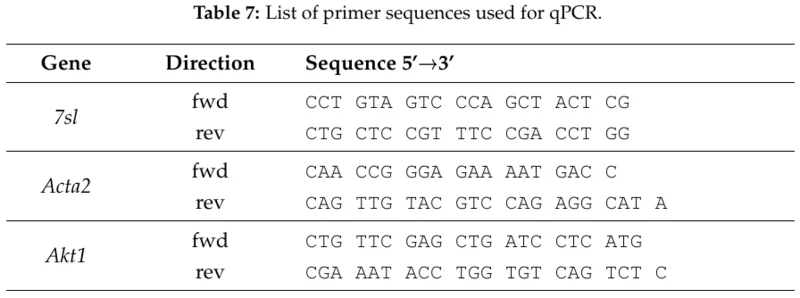 Table 7: List of primer sequences used for qPCR.
Gene Direction Sequence 5′→3′
7sl fwd CCT GTA GTC CCA GCT ACT CG
rev CTG CTC CGT TTC CGA CCT GG
Acta2 fwd CAA CCG GGA GAA AAT GAC C
rev CAG TTG TAC GTC CAG AGG CAT A
Akt1 fwd CTG TTC GAG CTG ATC CTC ATG
rev CGA AAT ACC TGG TGT CAG TCT C